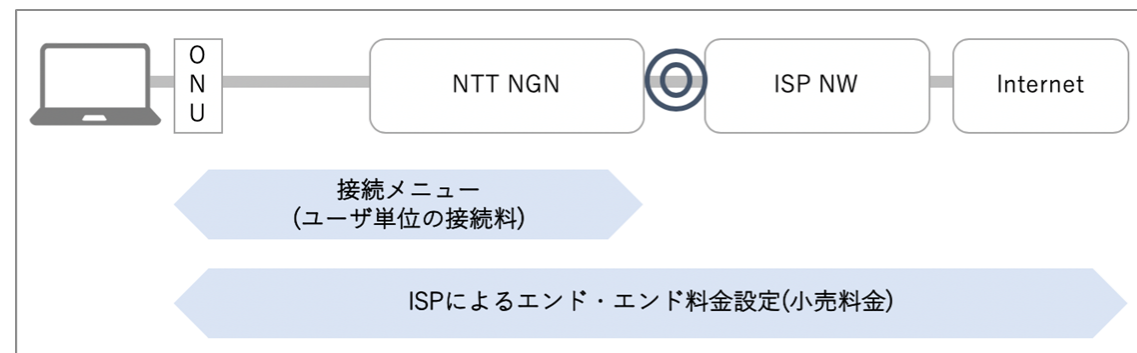 ONU
NTT NGN
ISP NW
Internet
接続メニュー
(ユーザ単位の接続料)
ISPによるエンド・エンド料金設定(小売料金)